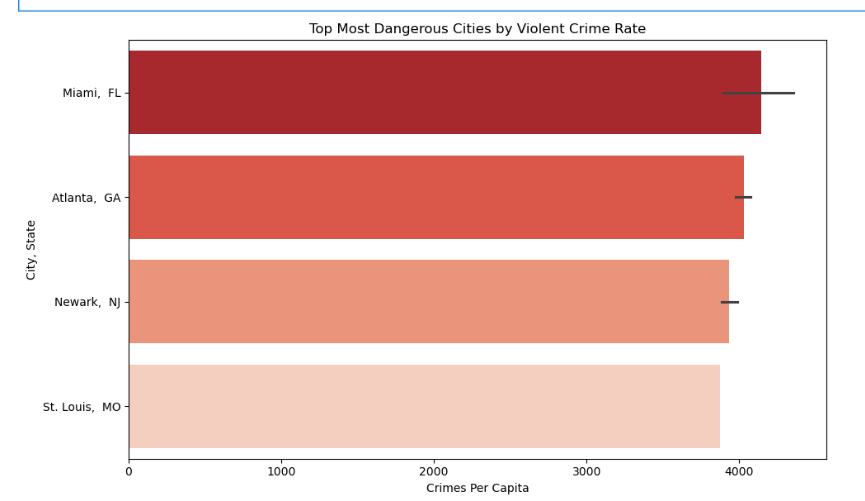 Top Most Dangerous Cities by Violent Crime Rate
Miami,  FL
Atlanta,  GA
Newark,  NJ
St. Louis,  MO
City, State
0 1000 2000 3000 4000
Crimes Per Capita